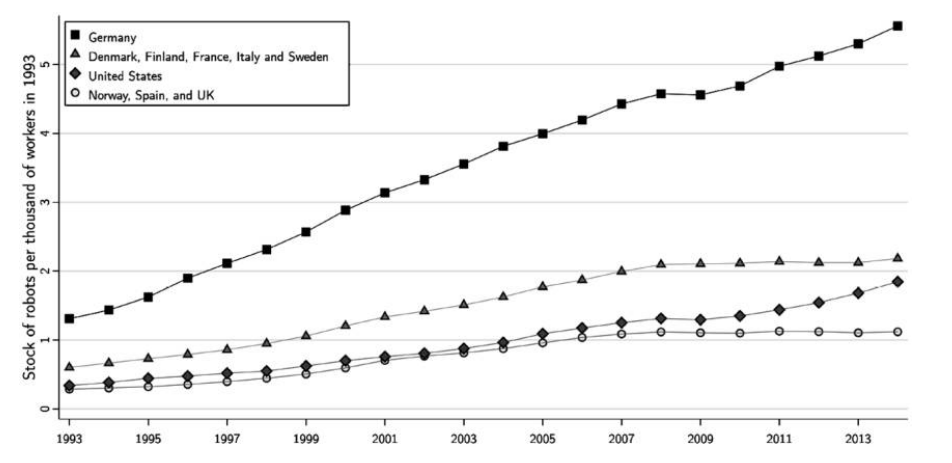 Germany
Denmark, Finland, France, Italy and Sweden
United States
Norway, Spain, and UK
Stock of robots per thousand of workers in 1993
5
4
3
2
1
0
1993 1995 1997 1999 2001 2003 2005 2007 2009 2011 2013